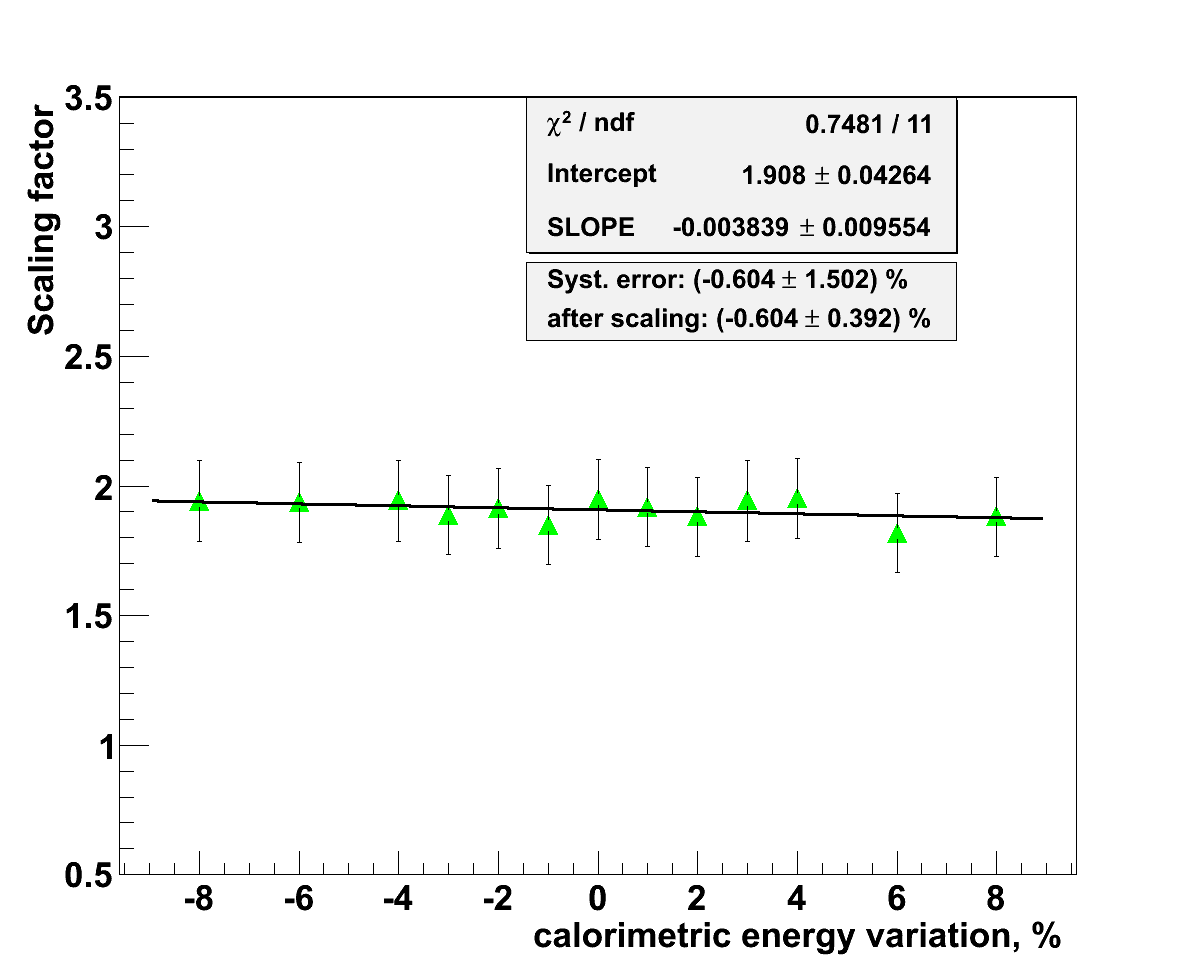 3.5
3
2.5
2
1.5
1
0.5
Scaling factor
χ² / ndf 0.7481 / 11
Intercept 1.908 ± 0.04264
SLOPE -0.003839 ± 0.009554
Syst. error: (-0.604 ± 1.502) %
after scaling: (-0.604 ± 0.392) %
-8 -6 -4 -2 0 2 4 6 8
calorimetric energy variation, %